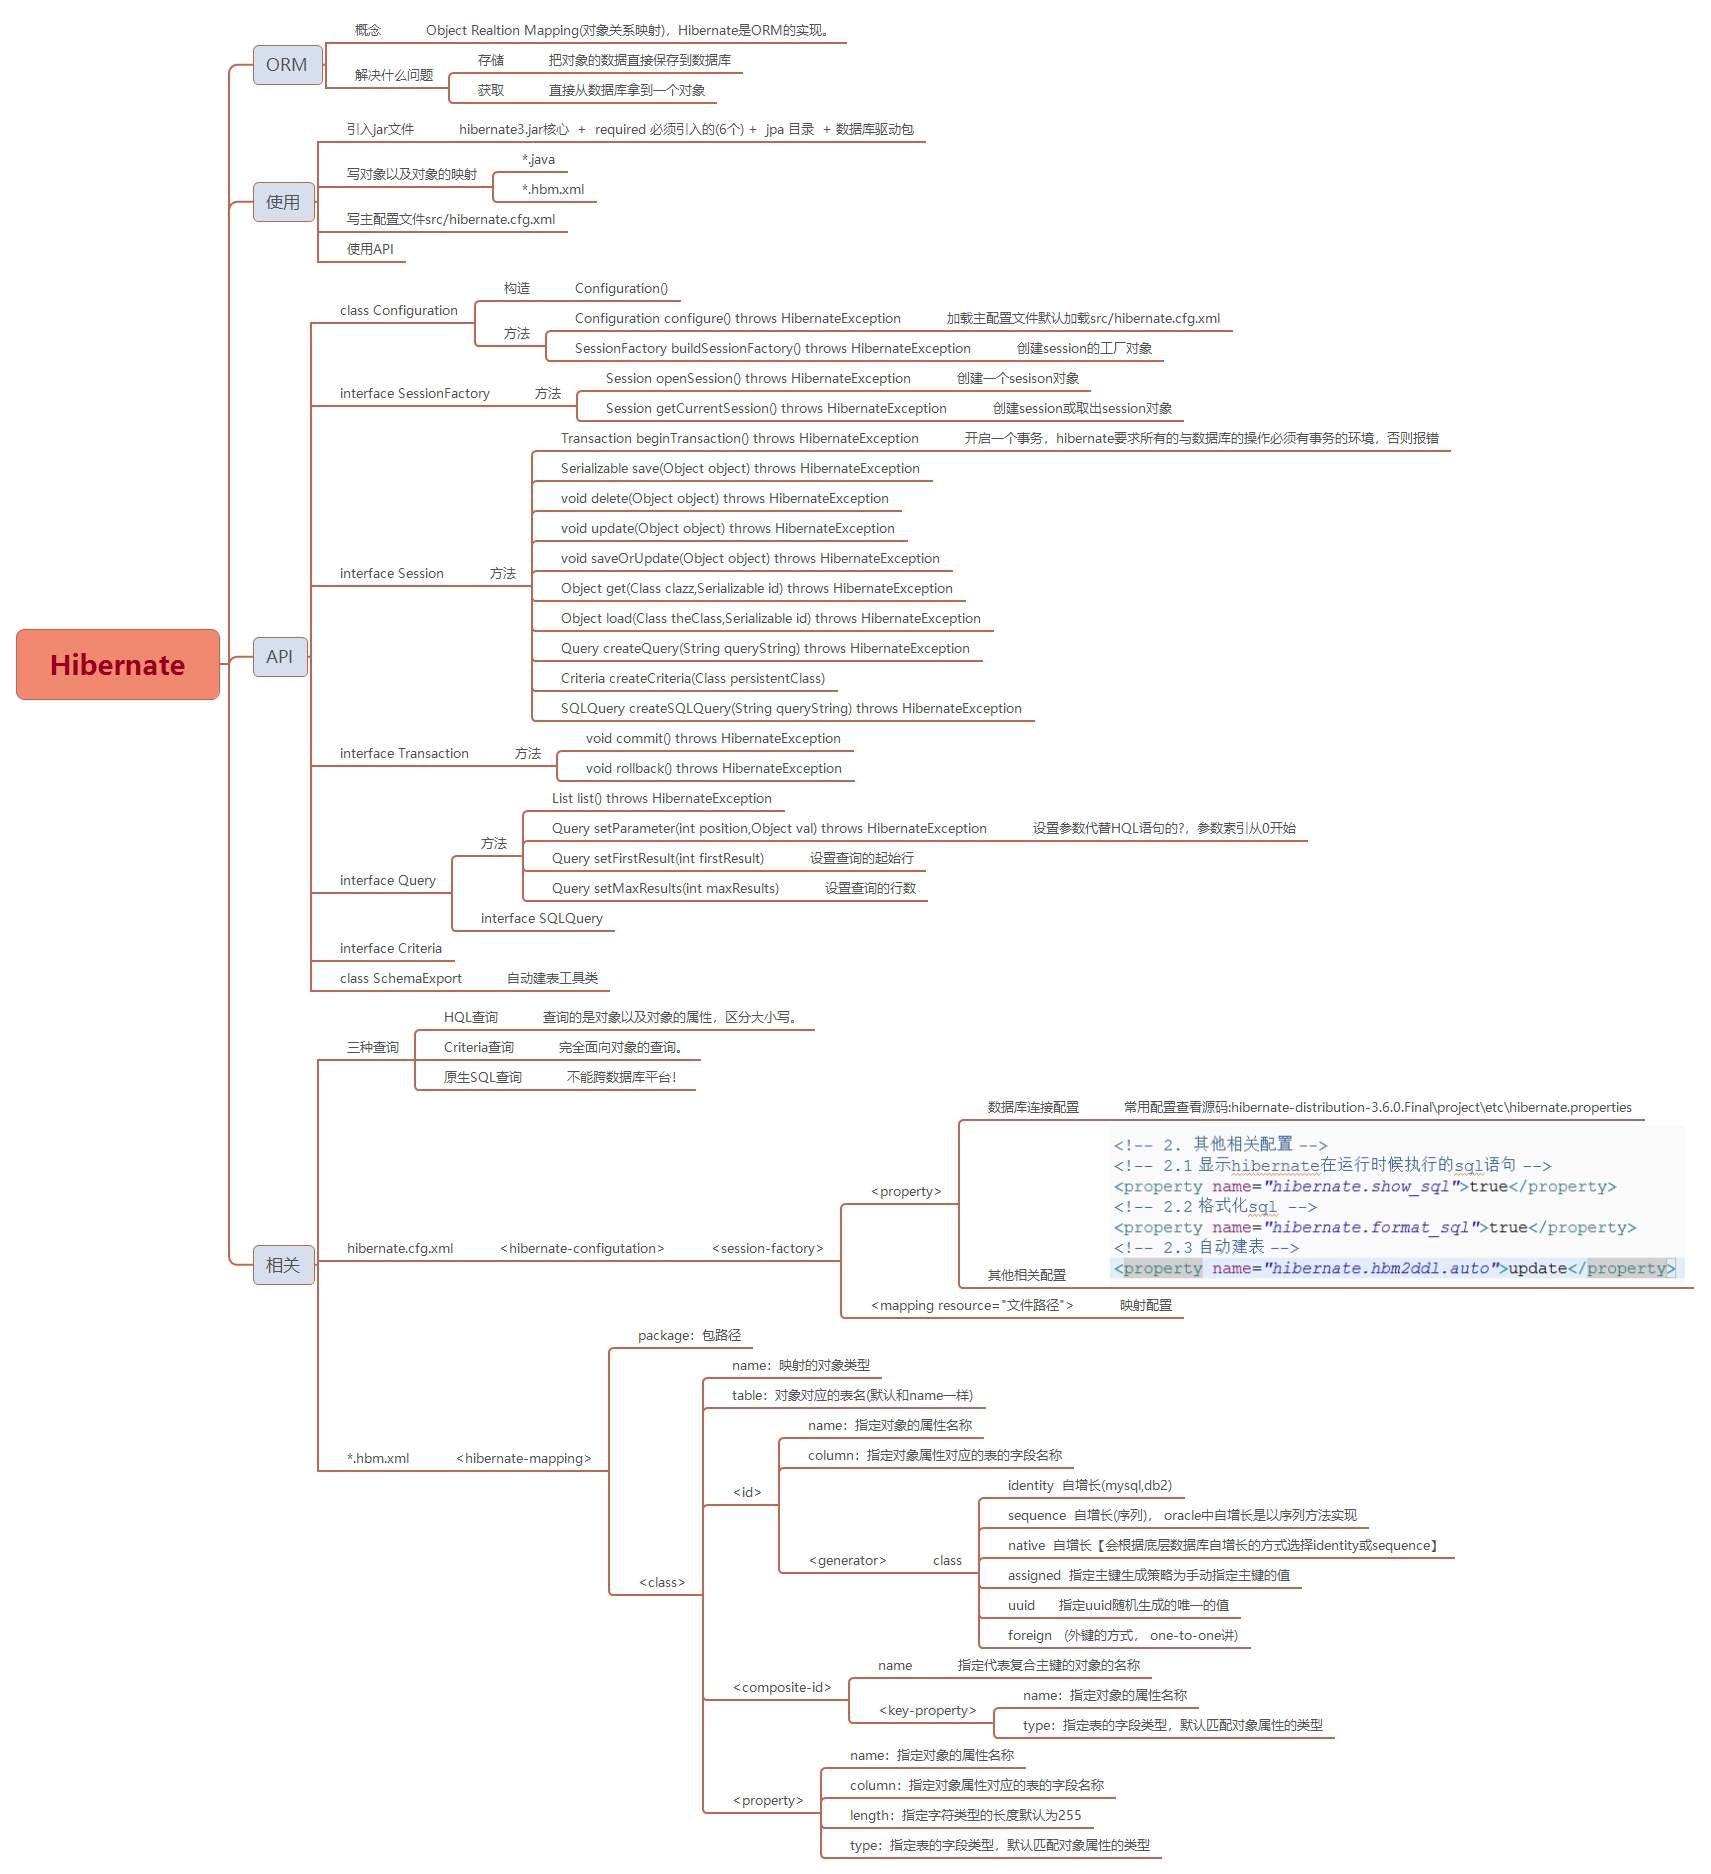 Hibernate
ORM
概念 Object Realtion Mapping(对象关系映射)，Hibernate是ORM的实现。
解决什么问题
存储 把对象的数据直接保存到数据库
获取 直接从数据库拿到一个对象
使用
引入jar文件 hibernate3.jar核心 + required 必须引入的(6个) + jpa 目录 + 数据库驱动包
写对象以及对象的映射
*.java
*.hbm.xml
写主配置文件src/hibernate.cfg.xml
使用API
API
class Configuration
构造 Configuration()
方法
Configuration configure() throws HibernateException 加载主配置文件默认加载src/hibernate.cfg.xml
SessionFactory buildSessionFactory() throws HibernateException 创建session的工厂对象
interface SessionFactory 方法
Session openSession() throws HibernateException 创建一个sesison对象
Session getCurrentSession() throws HibernateException 创建session或取出session对象
interface Session 方法
Transaction beginTransaction() throws HibernateException 开启一个事务，hibernate要求所有的与数据库的操作必须有事务的环境，否则报错
Serializable save(Object object) throws HibernateException
void delete(Object object) throws HibernateException
void update(Object object) throws HibernateException
void saveOrUpdate(Object object) throws HibernateException
Object get(Class clazz,Serializable id) throws HibernateException
Object load(Class theClass,Serializable id) throws HibernateException
Query createQuery(String queryString) throws HibernateException
Criteria createCriteria(Class persistentClass)
SQLQuery createSQLQuery(String queryString) throws HibernateException
interface Transaction 方法
void commit() throws HibernateException
void rollback() throws HibernateException
interface Query
方法
List list() throws HibernateException
Query setParameter(int position,Object val) throws HibernateException 设置参数代替HQL语句的?，参数索引从0开始
Query setFirstResult(int firstResult) 设置查询的起始行
Query setMaxResults(int maxResults) 设置查询的行数
interface SQLQuery
interface Criteria
class SchemaExport 自动建表工具类
相关
三种查询
HQL查询 查询的是对象以及对象的属性，区分大小写。
Criteria查询 完全面向对象的查询。
原生SQL查询 不能跨数据库平台！
hibernate.cfg.xml <hibernate-configutation> <session-factory>
<property>
数据库连接配置 常用配置查看源码:hibernate-distribution-3.6.0.Final\project\etc\hibernate.properties
其他相关配置
<!-- 2. 其他相关配置 -->
<!-- 2.1 显示hibernate在运行时候执行的sql语句 -->
<property name="hibernate.show_sql">true</property>
<!-- 2.2 格式化sql -->
<property name="hibernate.format_sql">true</property>
<!-- 2.3 自动建表 -->
<property name="hibernate.hbm2ddl.auto">update</property>
<mapping resource="文件路径"> 映射配置
*.hbm.xml <hibernate-mapping>
package：包路径
<class>
name：映射的对象类型
table：对象对应的表名(默认和name一样)
<id>
name：指定对象的属性名称
column：指定对象属性对应的表的字段名称
<generator> class
identity 自增长(mysql,db2)
sequence 自增长(序列)， oracle中自增长是以序列方法实现
native 自增长【会根据底层数据库自增长的方式选择identity或sequence】
assigned 指定主键生成策略为手动指定主键的值
uuid 指定uuid随机生成的唯一的值
foreign (外键的方式， one-to-one讲)
<composite-id>
name 指定代表复合主键的对象的名称
<key-property>
name：指定对象的属性名称
type：指定表的字段类型，默认匹配对象属性的类型
<property>
name：指定对象的属性名称
column：指定对象属性对应的表的字段名称
length：指定字符类型的长度默认为255
type：指定表的字段类型，默认匹配对象属性的类型